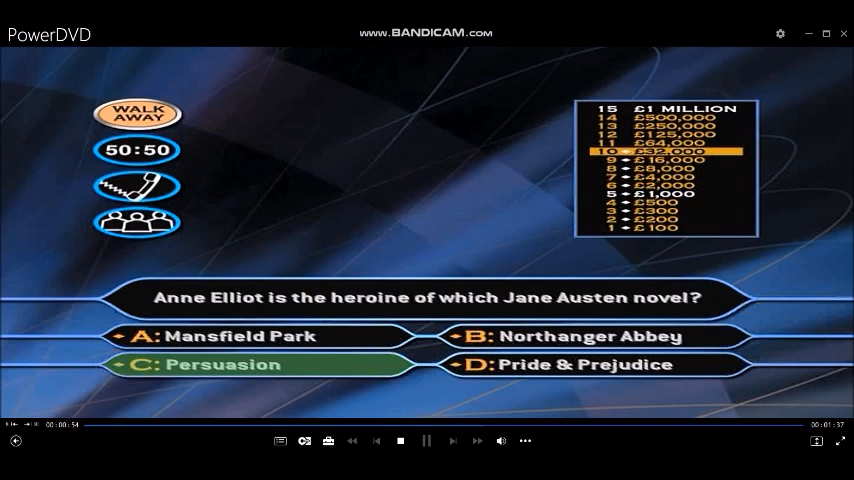 PowerDVD
www.BANDICAM.com
WALK
AWAY
50:50
15 £1 MILLION
14 £500,000
13 £250,000
12 £125,000
11 £64,000
10 £32,000
9 £16,000
8 £8,000
7 £4,000
6 £2,000
5 £1,000
4 £500
3 £300
2 £200
1 £100
Anne Elliot is the heroine of which Jane Austen novel?
A: Mansfield Park
B: Northanger Abbey
C: Persuasion
D: Pride & Prejudice
00:00:54
00:01:37